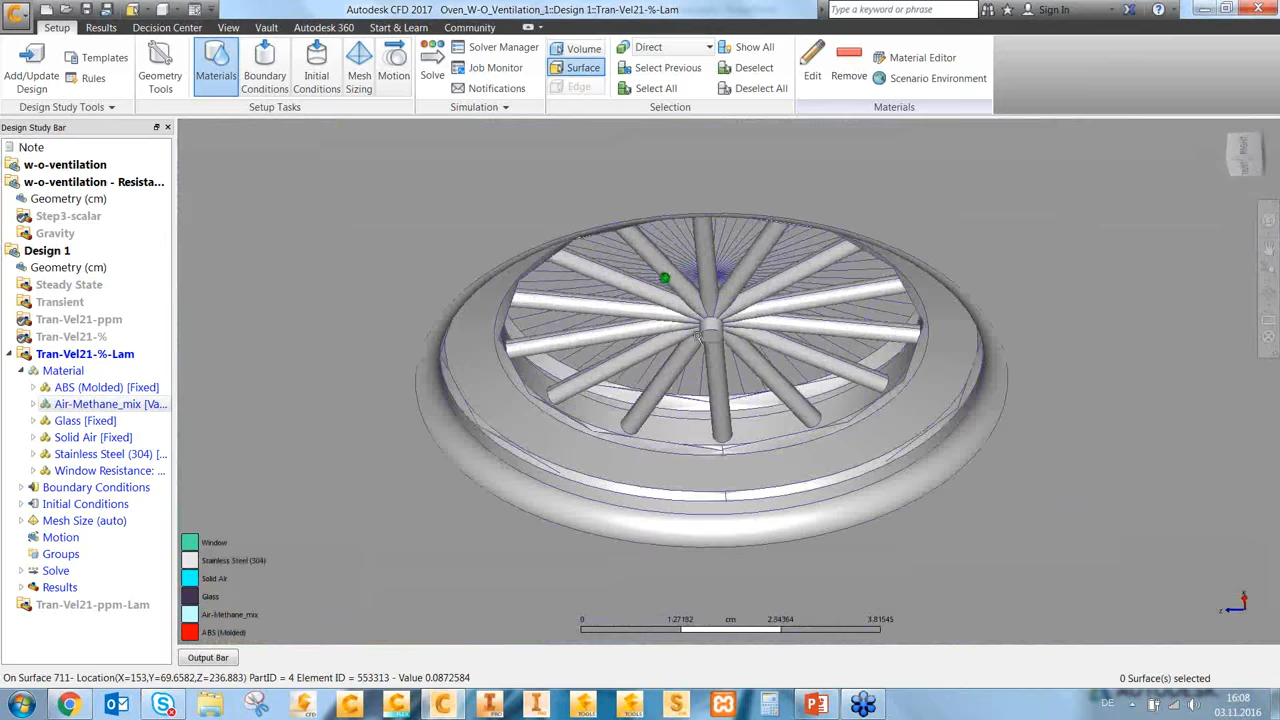 Autodesk CFD 2017 Oven_W-O_Ventilation_1::Design 1::Tran-Vel21-%-Lam
Type a keyword or phrase
Sign In
Setup Results Decision Center View Vault Autodesk 360 Start & Learn Community
Add/Update Design
Templates
Rules
Geometry Tools
Materials
Boundary Conditions
Initial Conditions
Mesh Sizing
Motion
Solve
Solver Manager
Job Monitor
Notifications
Volume
Surface
Edge
Direct
Select Previous
Select All
Show All
Deselect
Deselect All
Edit
Remove
Material Editor
Scenario Environment
Design Study Tools
Setup Tasks
Simulation
Selection
Materials
Design Study Bar
Note
w-o-ventilation
w-o-ventilation - Resista...
Geometry (cm)
Step3-scalar
Gravity
Design 1
Geometry (cm)
Steady State
Transient
Tran-Vel21-ppm
Tran-Vel21-%
Tran-Vel21-%-Lam
Material
ABS (Molded) [Fixed]
Air-Methane_mix [Va...
Glass [Fixed]
Solid Air [Fixed]
Stainless Steel (304) [...
Window Resistance: ...
Boundary Conditions
Initial Conditions
Mesh Size (auto)
Motion
Groups
Solve
Results
Tran-Vel21-ppm-Lam
Window
Stainless Steel (304)
Solid Air
Glass
Air-Methane_mix
ABS (Molded)
0 1.27182 cm 2.54364 3.81545
Output Bar
On Surface 711- Location(X=153,Y=69.6582,Z=236.883) PartID = 4 Element ID = 553313 - Value 0.0872584
0 Surface(s) selected
DE
16:08
03.11.2016